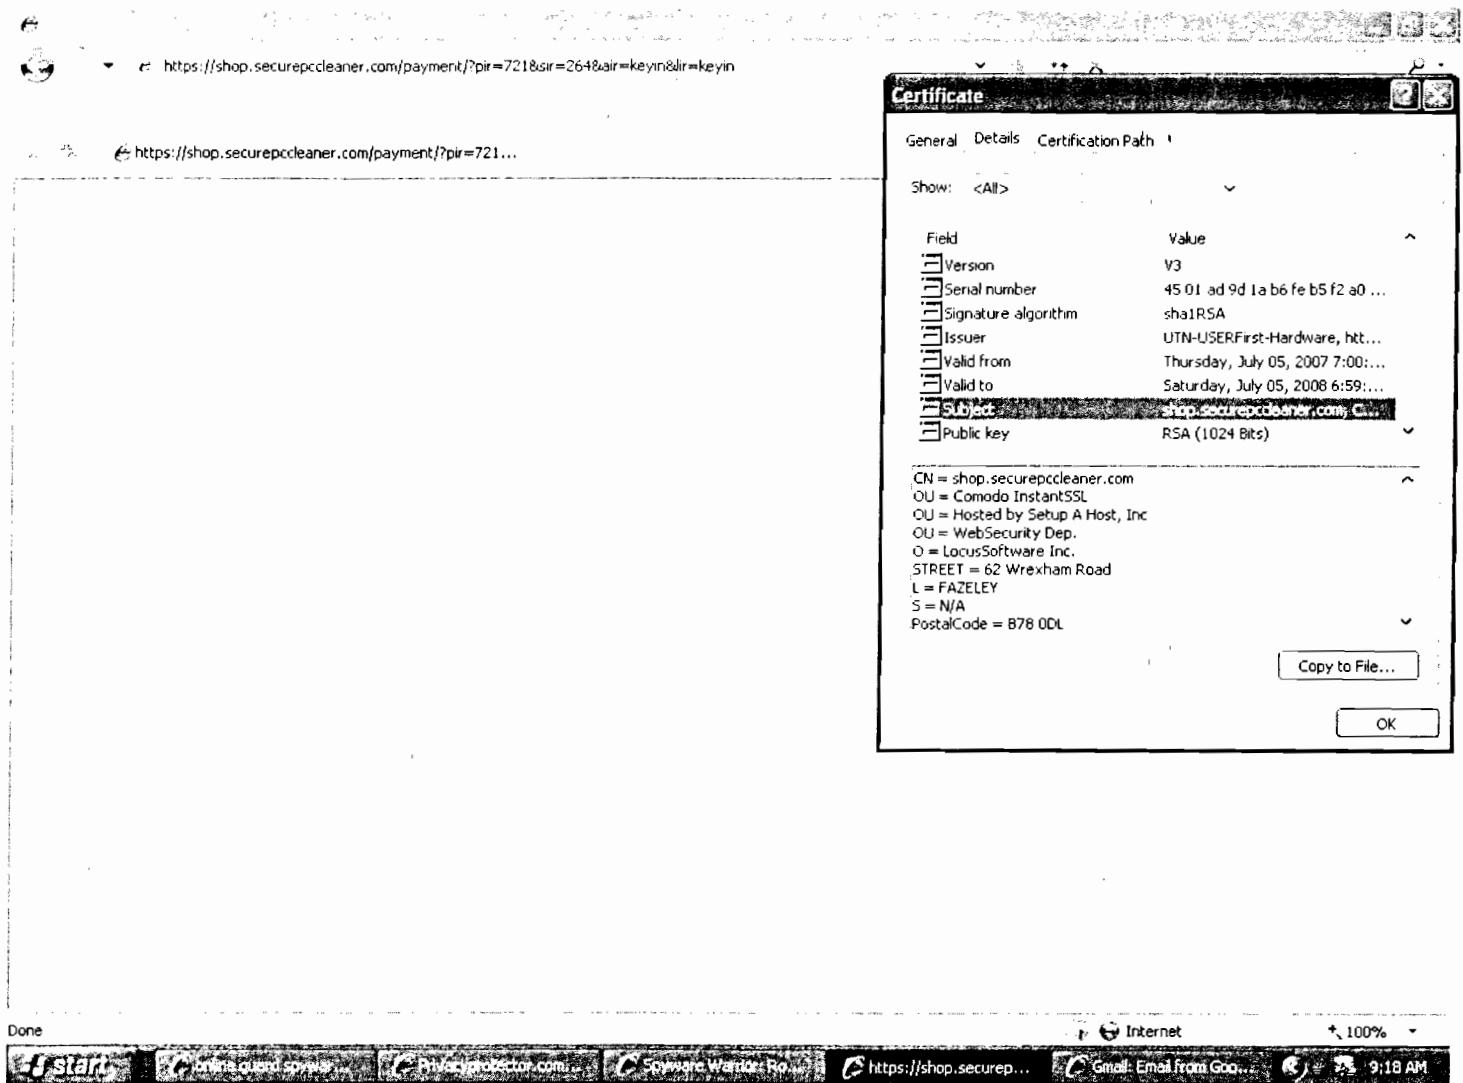 https://shop.securepccleaner.com/payment/?pir=721&sir=264&air=keyin&lir=keyin
https://shop.securepccleaner.com/payment/?pir=721...
Certificate
General Details Certification Path
Show: <All>
Field Value
Version V3
Serial number 45 01 ad 9d 1a b6 fe b5 f2 a0 ...
Signature algorithm sha1RSA
Issuer UTN-USERFirst-Hardware, htt...
Valid from Thursday, July 05, 2007 7:00:...
Valid to Saturday, July 05, 2008 6:59:...
Subject shop.securepccleaner.com, C...
Public key RSA (1024 Bits)
CN = shop.securepccleaner.com
OU = Comodo InstantSSL
OU = Hosted by Setup A Host, Inc
OU = WebSecurity Dep.
O = LocusSoftware Inc.
STREET = 62 Wrexham Road
L = FAZELEY
S = N/A
PostalCode = B78 0DL
Copy to File...
OK
Done Internet 100%
start online guard spywar... Privacyprotector.com... Spyware Warrior: Ro... https://shop.securep... Gmail: Email from Goo... 9:18 AM